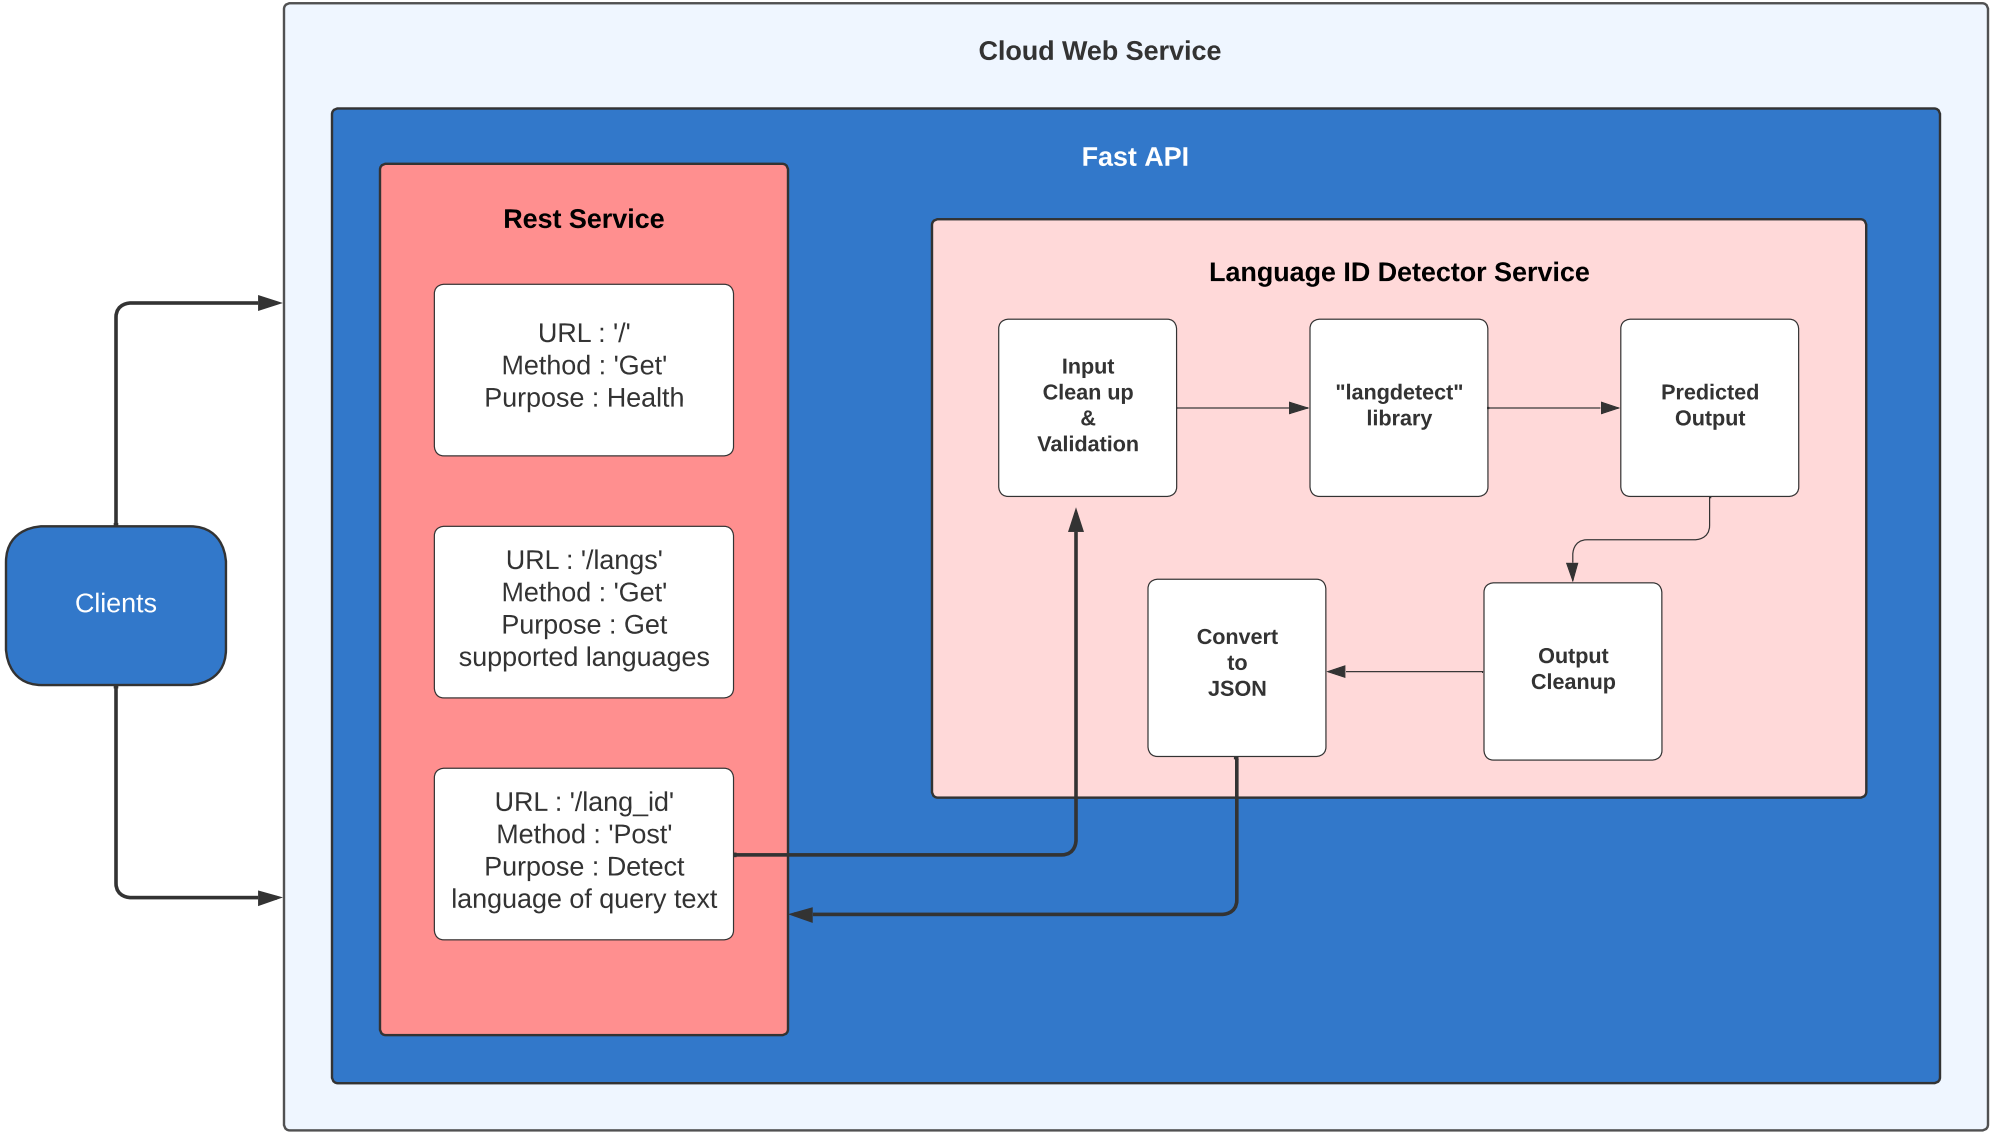 Cloud Web Service
Fast API
Rest Service
URL : '/'
Method : 'Get'
Purpose : Health
URL : '/langs'
Method : 'Get'
Purpose : Get
supported languages
URL : '/lang_id'
Method : 'Post'
Purpose : Detect
language of query text
Language ID Detector Service
Input
Clean up
&
Validation
"langdetect"
library
Predicted
Output
Convert
to
JSON
Output
Cleanup
Clients